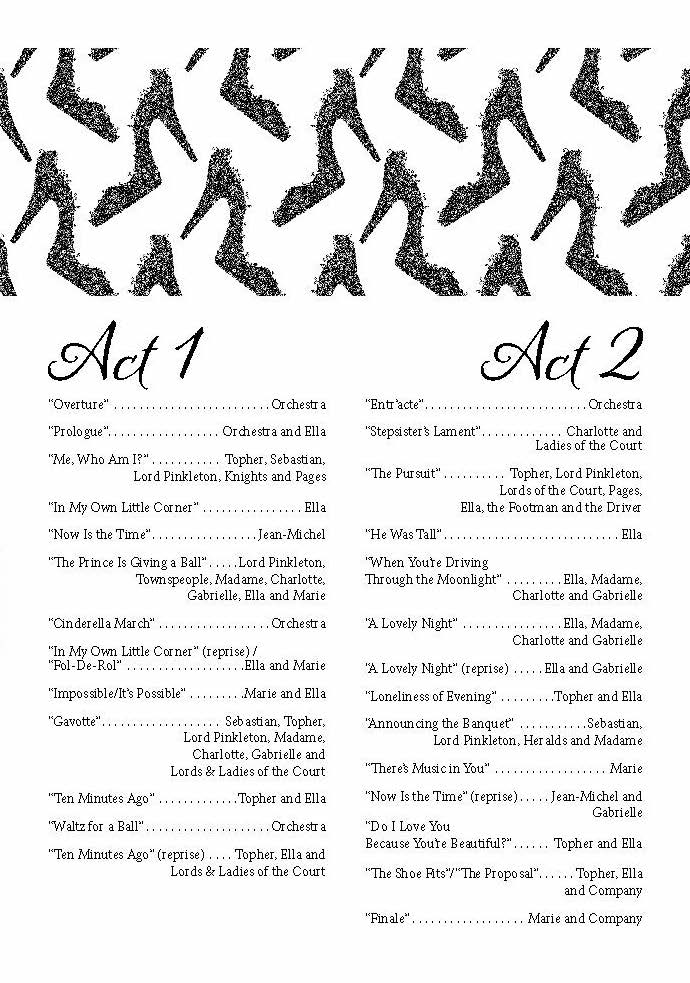 Act 1
"Overture" . . . . . . . . . . . . . . . . . . . . . . . . . Orchestra
"Prologue". . . . . . . . . . . . . . . . . . Orchestra and Ella
"Me, Who Am I?" . . . . . . . . . . . Topher, Sebastian,
Lord Pinkleton, Knights and Pages
"In My Own Little Corner" . . . . . . . . . . . . . . . . Ella
"Now Is the Time". . . . . . . . . . . . . . . . . Jean-Michel
"The Prince Is Giving a Ball" . . . . . Lord Pinkleton,
Townspeople, Madame, Charlotte,
Gabrielle, Ella and Marie
"Cinderella March" . . . . . . . . . . . . . . . . . . Orchestra
"In My Own Little Corner" (reprise) /
"Fol-De-Rol" . . . . . . . . . . . . . . . . . . .Ella and Marie
"Impossible/It's Possible" . . . . . . . . .Marie and Ella
"Gavotte". . . . . . . . . . . . . . . . . . . Sebastian, Topher,
Lord Pinkleton, Madame,
Charlotte, Gabrielle and
Lords & Ladies of the Court
"Ten Minutes Ago" . . . . . . . . . . . . .Topher and Ella
"Waltz for a Ball" . . . . . . . . . . . . . . . . . . . . Orchestra
"Ten Minutes Ago" (reprise) . . . . Topher, Ella and
Lords & Ladies of the Court
Act 2
"Entr'acte". . . . . . . . . . . . . . . . . . . . . . . . . . Orchestra
"Stepsister's Lament". . . . . . . . . . . . . Charlotte and
Ladies of the Court
"The Pursuit" . . . . . . . . . . Topher, Lord Pinkleton,
Lords of the Court, Pages,
Ella, the Footman and the Driver
"He Was Tall" . . . . . . . . . . . . . . . . . . . . . . . . . . . . Ella
"When You're Driving
Through the Moonlight" . . . . . . . . . Ella, Madame,
Charlotte and Gabrielle
"A Lovely Night" . . . . . . . . . . . . . . . . Ella, Madame,
Charlotte and Gabrielle
"A Lovely Night" (reprise) . . . . . Ella and Gabrielle
"Loneliness of Evening" . . . . . . . . .Topher and Ella
"Announcing the Banquet" . . . . . . . . . . .Sebastian,
Lord Pinkleton, Heralds and Madame
"There's Music in You" . . . . . . . . . . . . . . . . . . Marie
"Now Is the Time" (reprise) . . . . . Jean-Michel and
Gabrielle
"Do I Love You
Because You're Beautiful?" . . . . . . Topher and Ella
"The Shoe Fits"/"The Proposal". . . . . . Topher, Ella
and Company
"Finale" . . . . . . . . . . . . . . . . . . Marie and Company